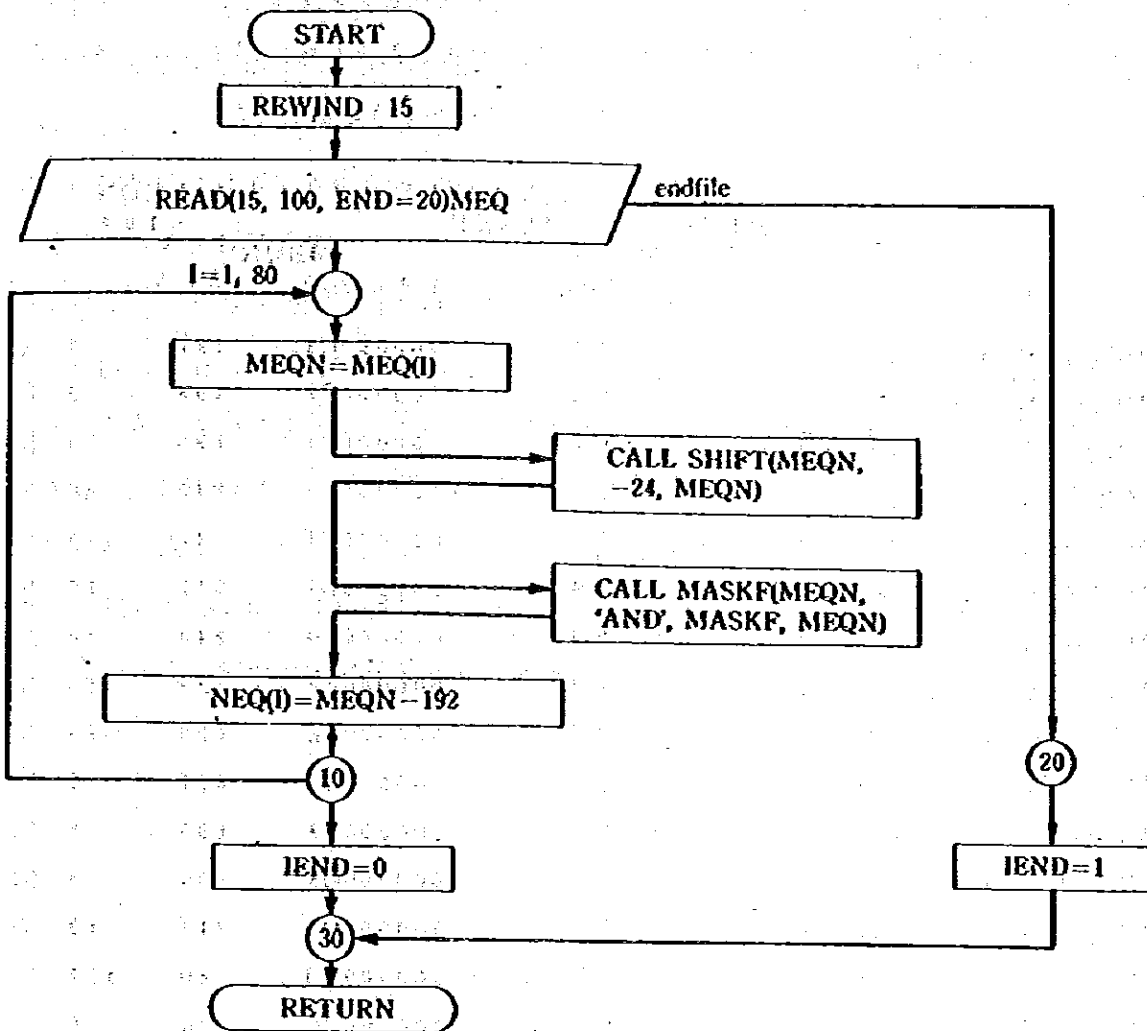 START
REWIND 15
READ(15, 100, END=20)MEQ
endfile
I=1, 80
MEQN=MEQ(I)
CALL SHIFT(MEQN,
-24, MEQN)
CALL MASKF(MEQN,
'AND', MASKF, MEQN)
NEQ(I)=MEQN-192
10
20
IEND=0
IEND=1
30
RETURN